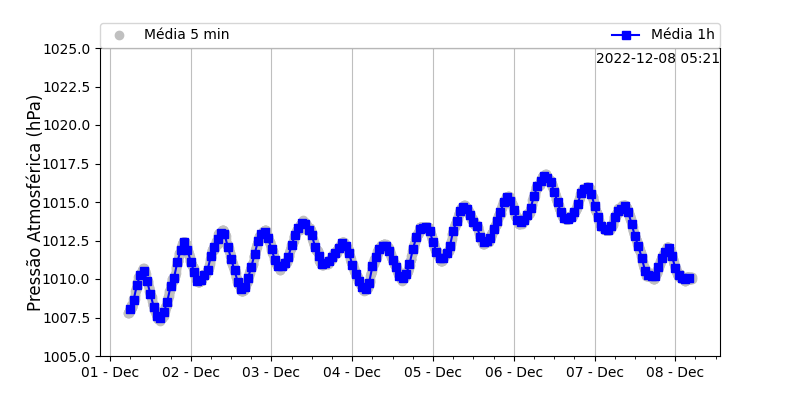 Média 5 min
Média 1h
2022-12-08 05:21
Pressão Atmosférica (hPa)
1025.0
1022.5
1020.0
1017.5
1015.0
1012.5
1010.0
1007.5
1005.0
01 - Dec
02 - Dec
03 - Dec
04 - Dec
05 - Dec
06 - Dec
07 - Dec
08 - Dec